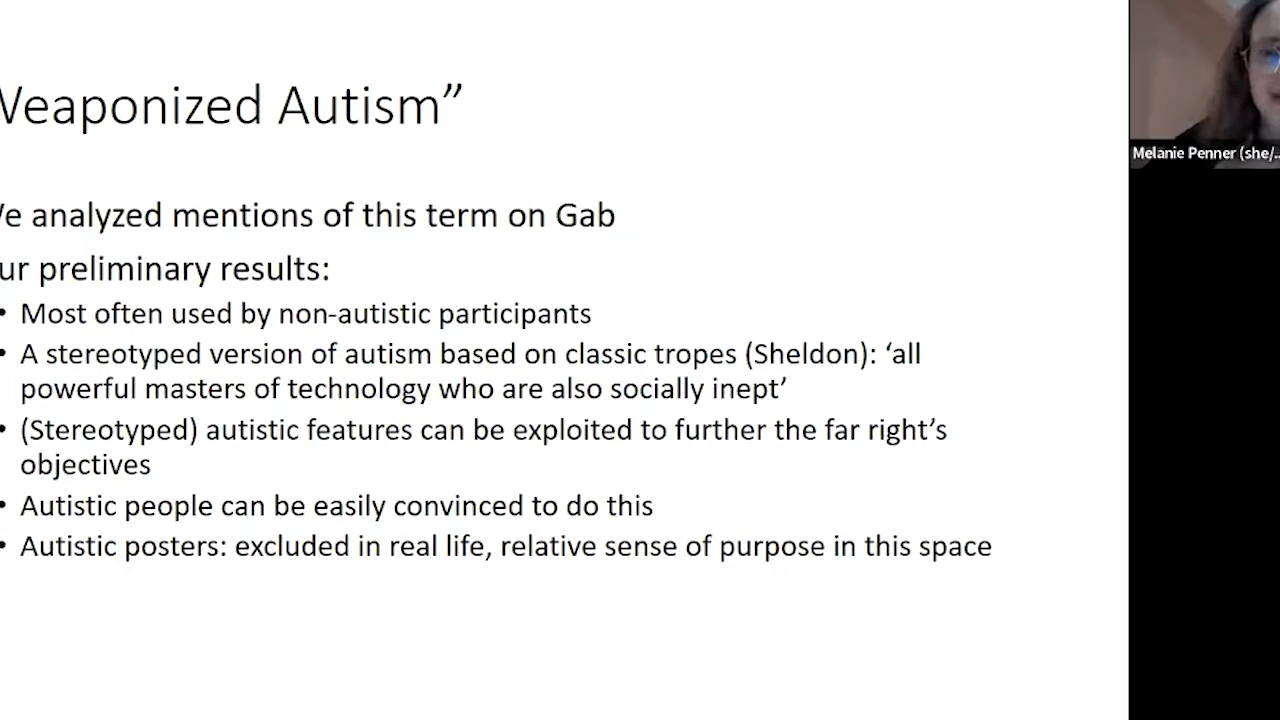 Weaponized Autism”
We analyzed mentions of this term on Gab
ur preliminary results:
• Most often used by non-autistic participants
• A stereotyped version of autism based on classic tropes (Sheldon): ‘all
powerful masters of technology who are also socially inept’
• (Stereotyped) autistic features can be exploited to further the far right’s
objectives
• Autistic people can be easily convinced to do this
• Autistic posters: excluded in real life, relative sense of purpose in this space
Melanie Penner (she/...